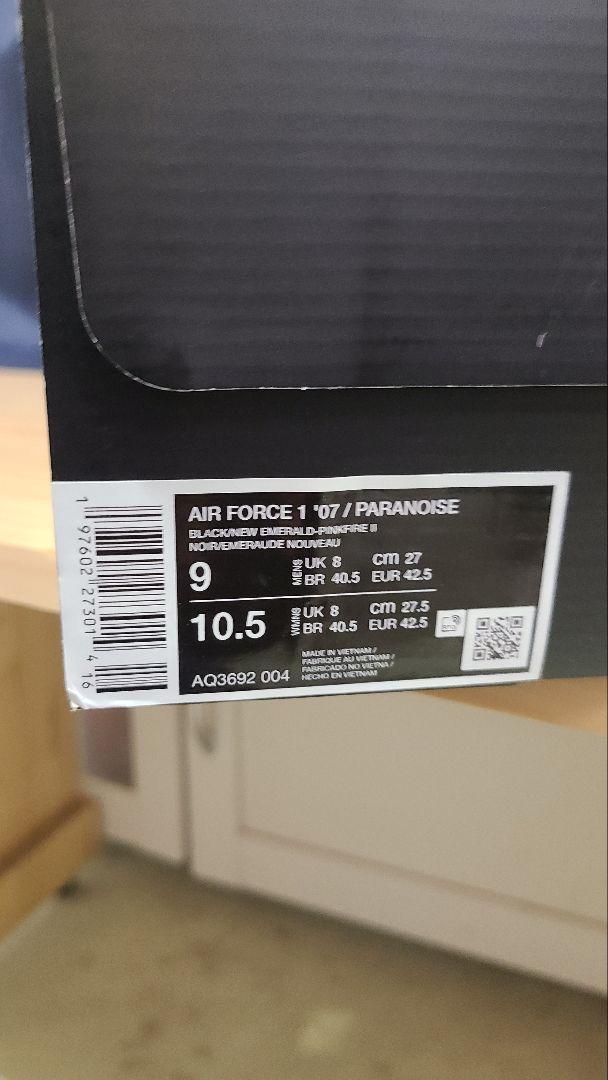 AIR FORCE 1 '07 / PARANOISE
BLACK/NEW EMERALD-PINKFIRE II
NOIR/EMERAUDE NOUVEAU
9 MENS UK 8 cm 27
BR 40.5 EUR 42.5
10.5 WMNS UK 8 cm 27.5
BR 40.5 EUR 42.5
AQ3692 004
MADE IN VIETNAM /
FABRIQUE AU VIETNAM /
FABRICADO NO VIETNA /
HECHO EN VIETNAM
1 97602 27301 4 16